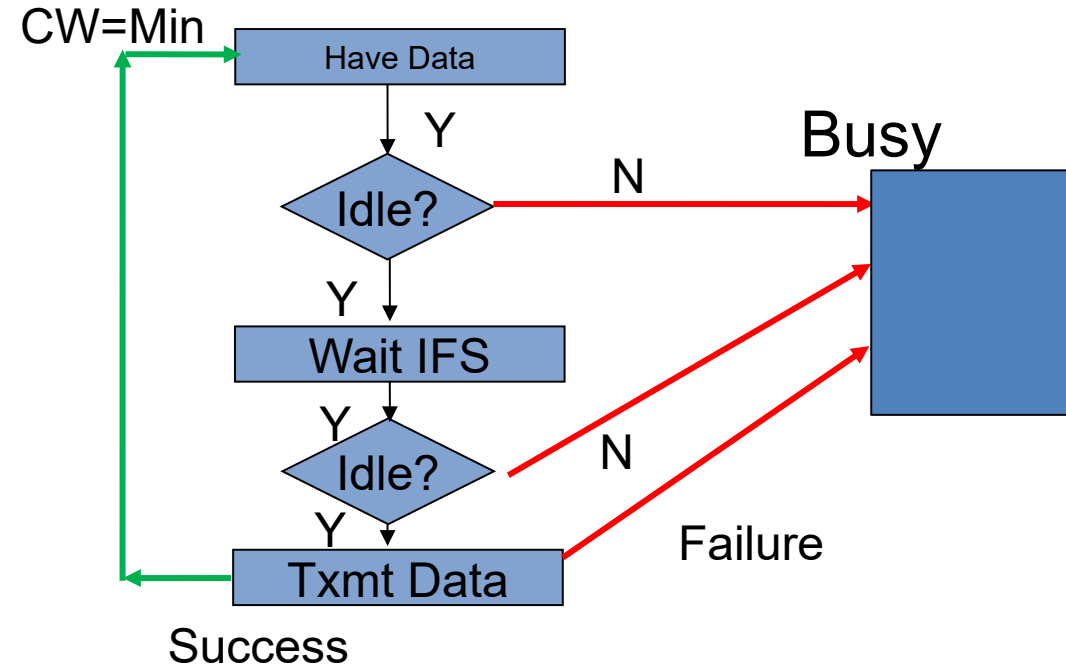 CW=Min
Have Data
Y
Busy
N
Idle?
Y
Wait IFS
Y
Idle?
N
Y
Failure
Txmt Data
Success